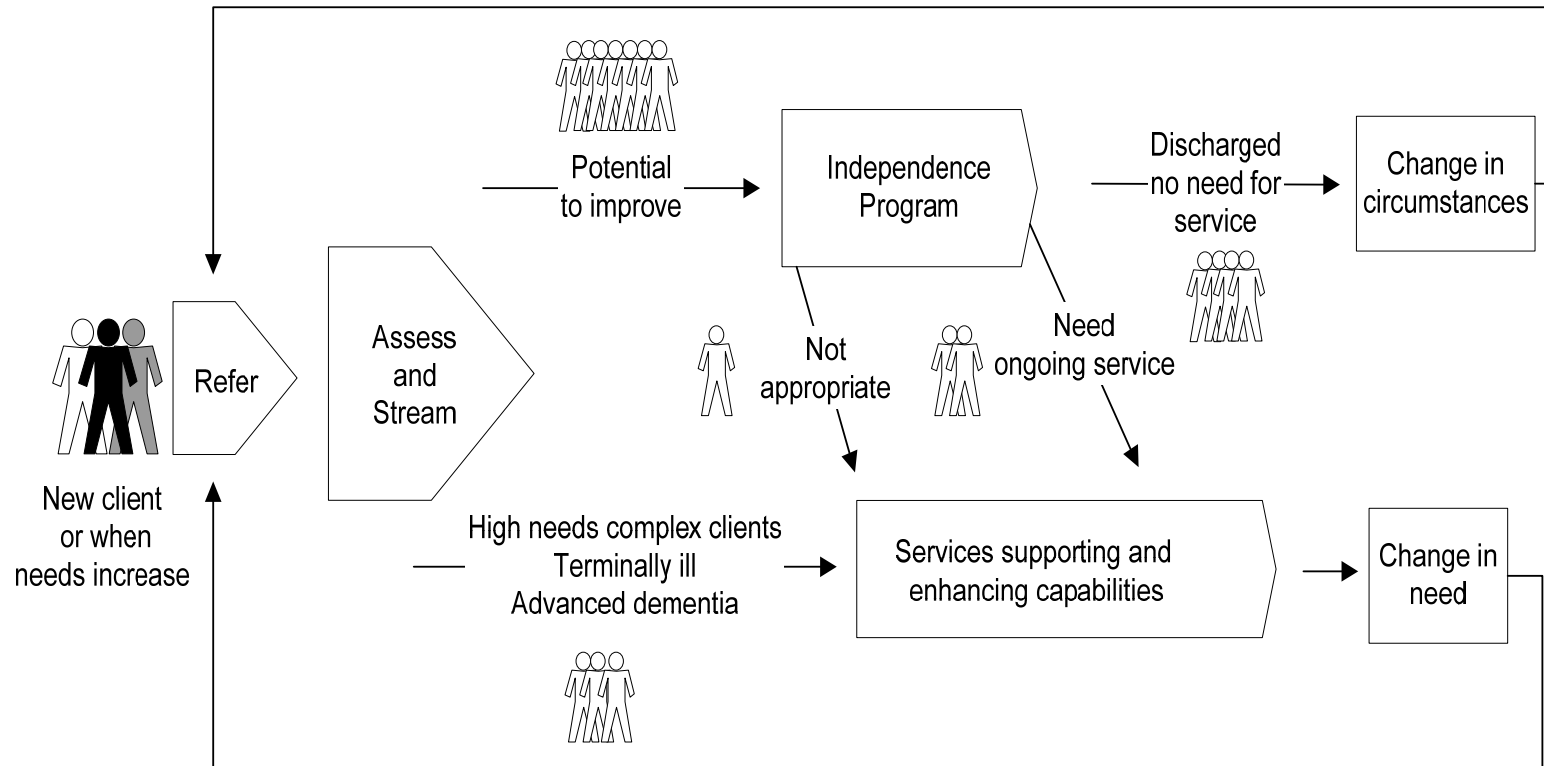 New client
or when
needs increase
Refer
Assess
and
Stream
Potential
to improve
Independence
Program
Discharged
no need for
service
Change in
circumstances
Not
appropriate
Need
ongoing service
High needs complex clients
Terminally ill
Advanced dementia
Services supporting and
enhancing capabilities
Change in
need